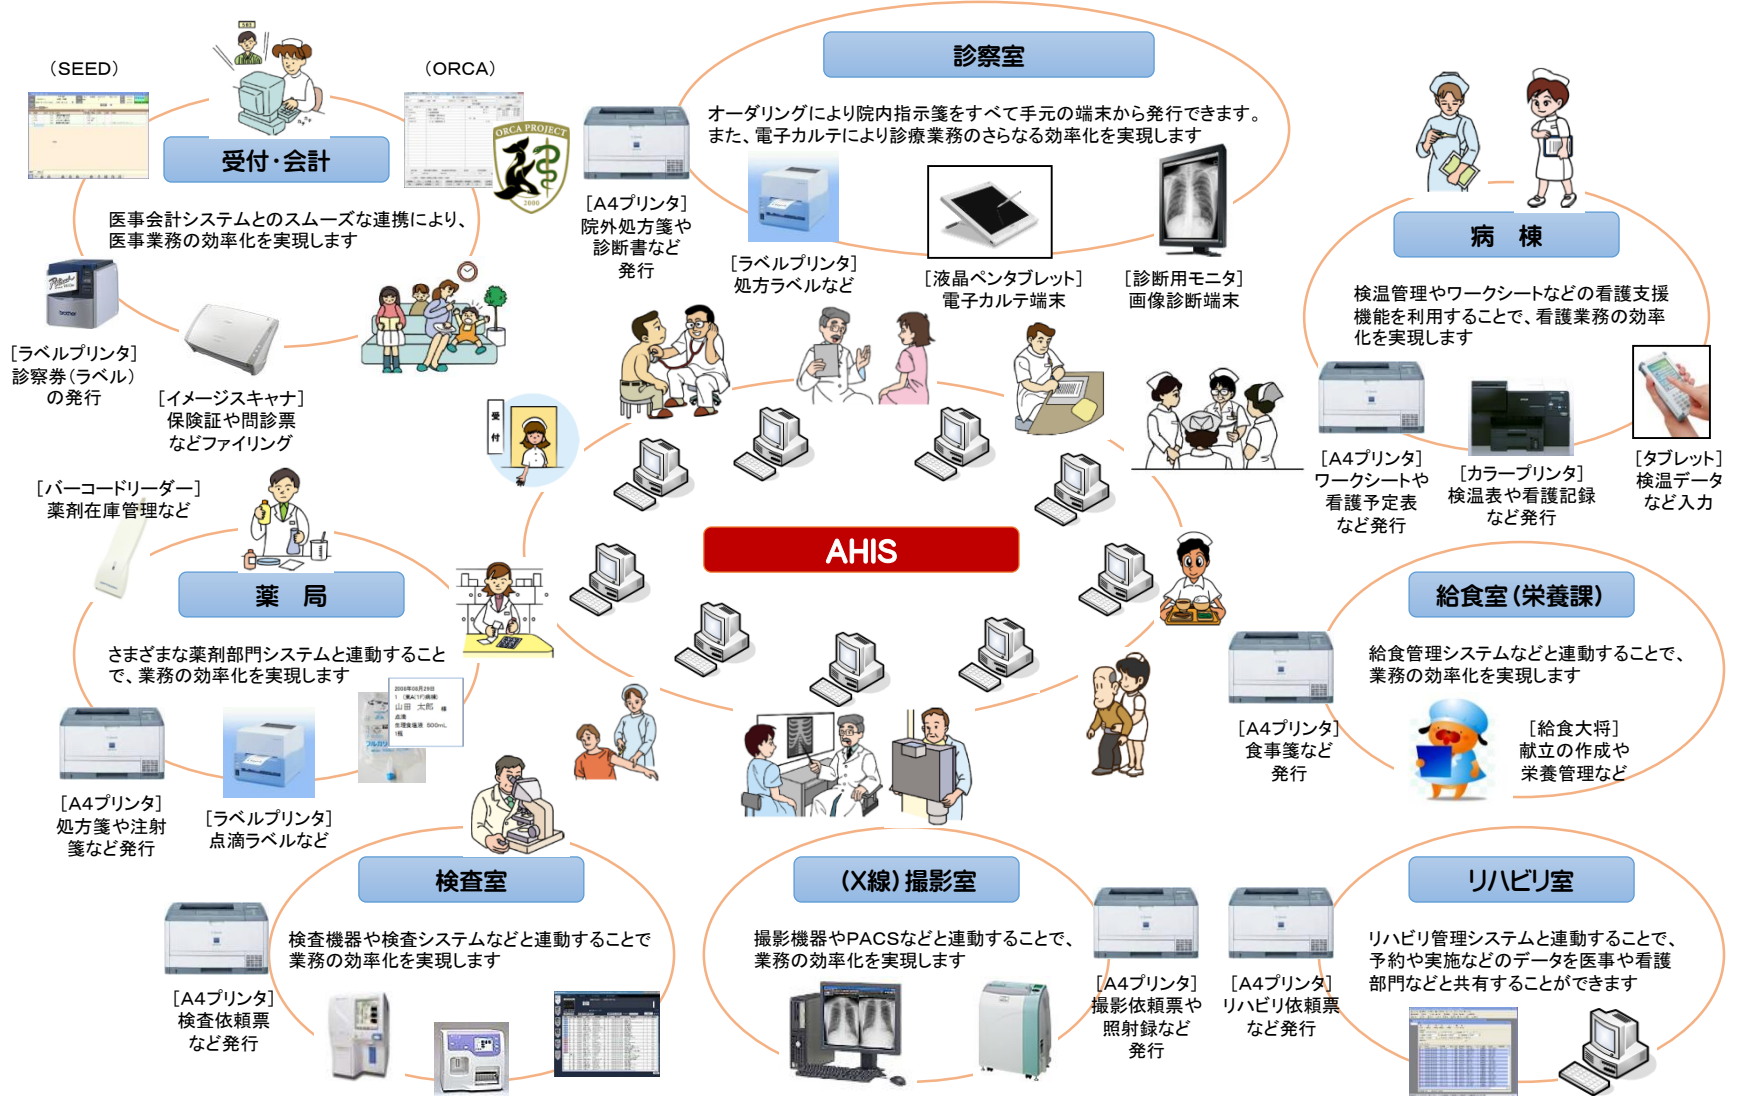 (SEED)
(ORCA)
ORCA PROJECT
2000
受付・会計
医事会計システムとのスムーズな連携により、
医事業務の効率化を実現します
[ラベルプリンタ]
診察券(ラベル)
の発行
[イメージスキャナ]
保険証や問診票
などファイリング
brother
受付
診察室
オーダリングにより院内指示箋をすべて手元の端末から発行できます。
また、電子カルテにより診療業務のさらなる効率化を実現します
[A4プリンタ]
院外処方箋や
診断書など
発行
[ラベルプリンタ]
処方ラベルなど
[液晶ペンタブレット]
電子カルテ端末
[診断用モニタ]
画像診断端末
病 棟
検温管理やワークシートなどの看護支援
機能を利用することで、看護業務の効率
化を実現します
[A4プリンタ]
ワークシートや
看護予定表
など発行
[カラープリンタ]
検温表や看護記録
など発行
[タブレット]
検温データ
など入力
AHIS
[バーコードリーダー]
薬剤在庫管理など
薬 局
さまざまな薬剤部門システムと連動すること
で、業務の効率化を実現します
2008年08月29日
山田 太郎 様
点滴
生理食塩液 500mL
1瓶
[A4プリンタ]
処方箋や注射
箋など発行
[ラベルプリンタ]
点滴ラベルなど
給食室(栄養課)
給食管理システムなどと連動することで、
業務の効率化を実現します
[A4プリンタ]
食事箋など
発行
[給食大将]
献立の作成や
栄養管理など
検査室
検査機器や検査システムなどと連動することで
業務の効率化を実現します
[A4プリンタ]
検査依頼票
など発行
(X線)撮影室
撮影機器やPACSなどと連動することで、
業務の効率化を実現します
[A4プリンタ]
撮影依頼票や
照射録など
発行
リハビリ室
リハビリ管理システムと連動することで、
予約や実施などのデータを医事や看護
部門などと共有することができます
[A4プリンタ]
リハビリ依頼票
など発行